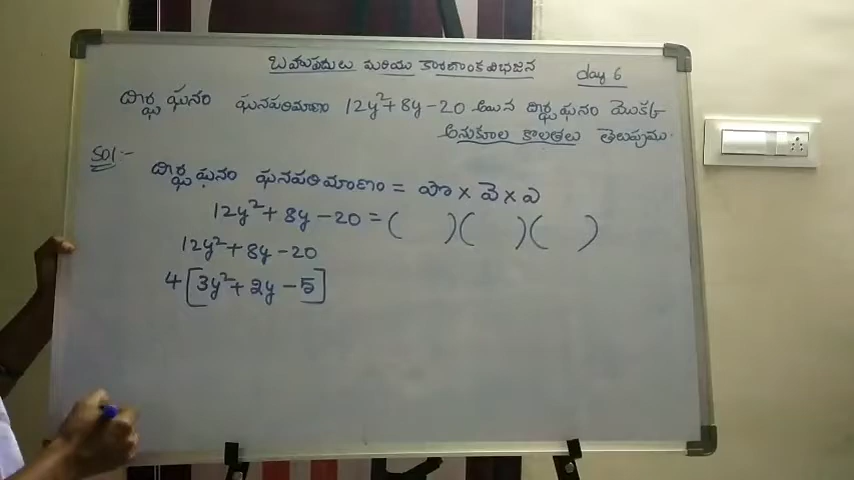 బహుపదులు మరియు కారణాంక విభజన day 6
దీర్ఘ ఘనం ఘనపరిమాణం 12y²+8y-20 అయిన దీర్ఘ ఘనం యొక్క
అనుకూల కొలతలు తెలుపుము.
Sol:-
దీర్ఘ ఘనం ఘనపరిమాణం = పొ × వె × ఎ
12y²+8y-20 = ( )( )( )
12y²+8y-20
4[3y²+2y-5]